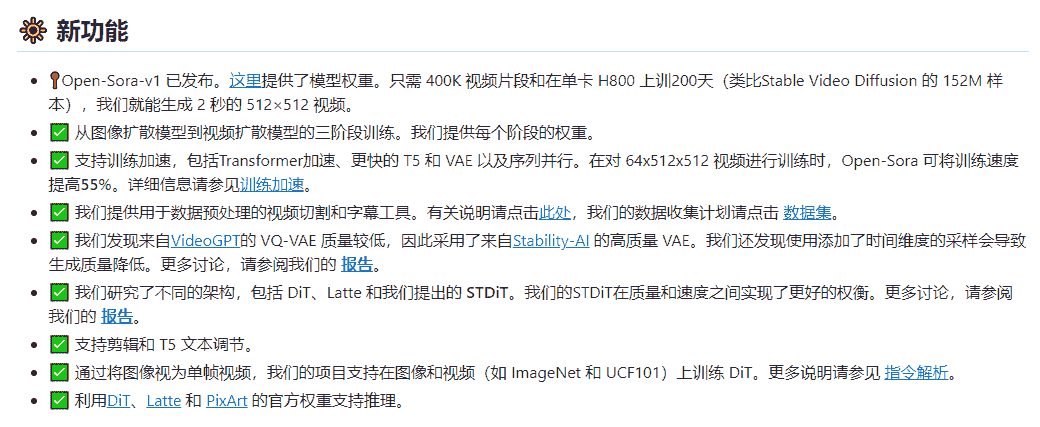 新功能
Open-Sora-v1 已发布。这里提供了模型权重。只需 400K 视频片段和在单卡 H800 上训200天（类比Stable Video Diffusion 的 152M 样
本），我们就能生成 2 秒的 512×512 视频。
从图像扩散模型到视频扩散模型的三阶段训练。我们提供每个阶段的权重。
支持训练加速，包括Transformer加速、更快的 T5 和 VAE 以及序列并行。在对 64x512x512 视频进行训练时，Open-Sora 可将训练速度
提高55%。详细信息请参见训练加速。
我们提供用于数据预处理的视频切割和字幕工具。有关说明请点击此处，我们的数据收集计划请点击 数据集。
我们发现来自VideoGPT的 VQ-VAE 质量较低，因此采用了来自Stability-AI 的高质量 VAE。我们还发现使用添加了时间维度的采样会导致
生成质量降低。更多讨论，请参阅我们的 报告。
我们研究了不同的架构，包括 DiT、Latte 和我们提出的 STDiT。我们的STDiT在质量和速度之间实现了更好的权衡。更多讨论，请参阅
我们的 报告。
支持剪辑和 T5 文本调节。
通过将图像视为单帧视频，我们的项目支持在图像和视频（如 ImageNet 和 UCF101）上训练 DiT。更多说明请参见 指令解析。
利用DiT、Latte 和 PixArt 的官方权重支持推理。